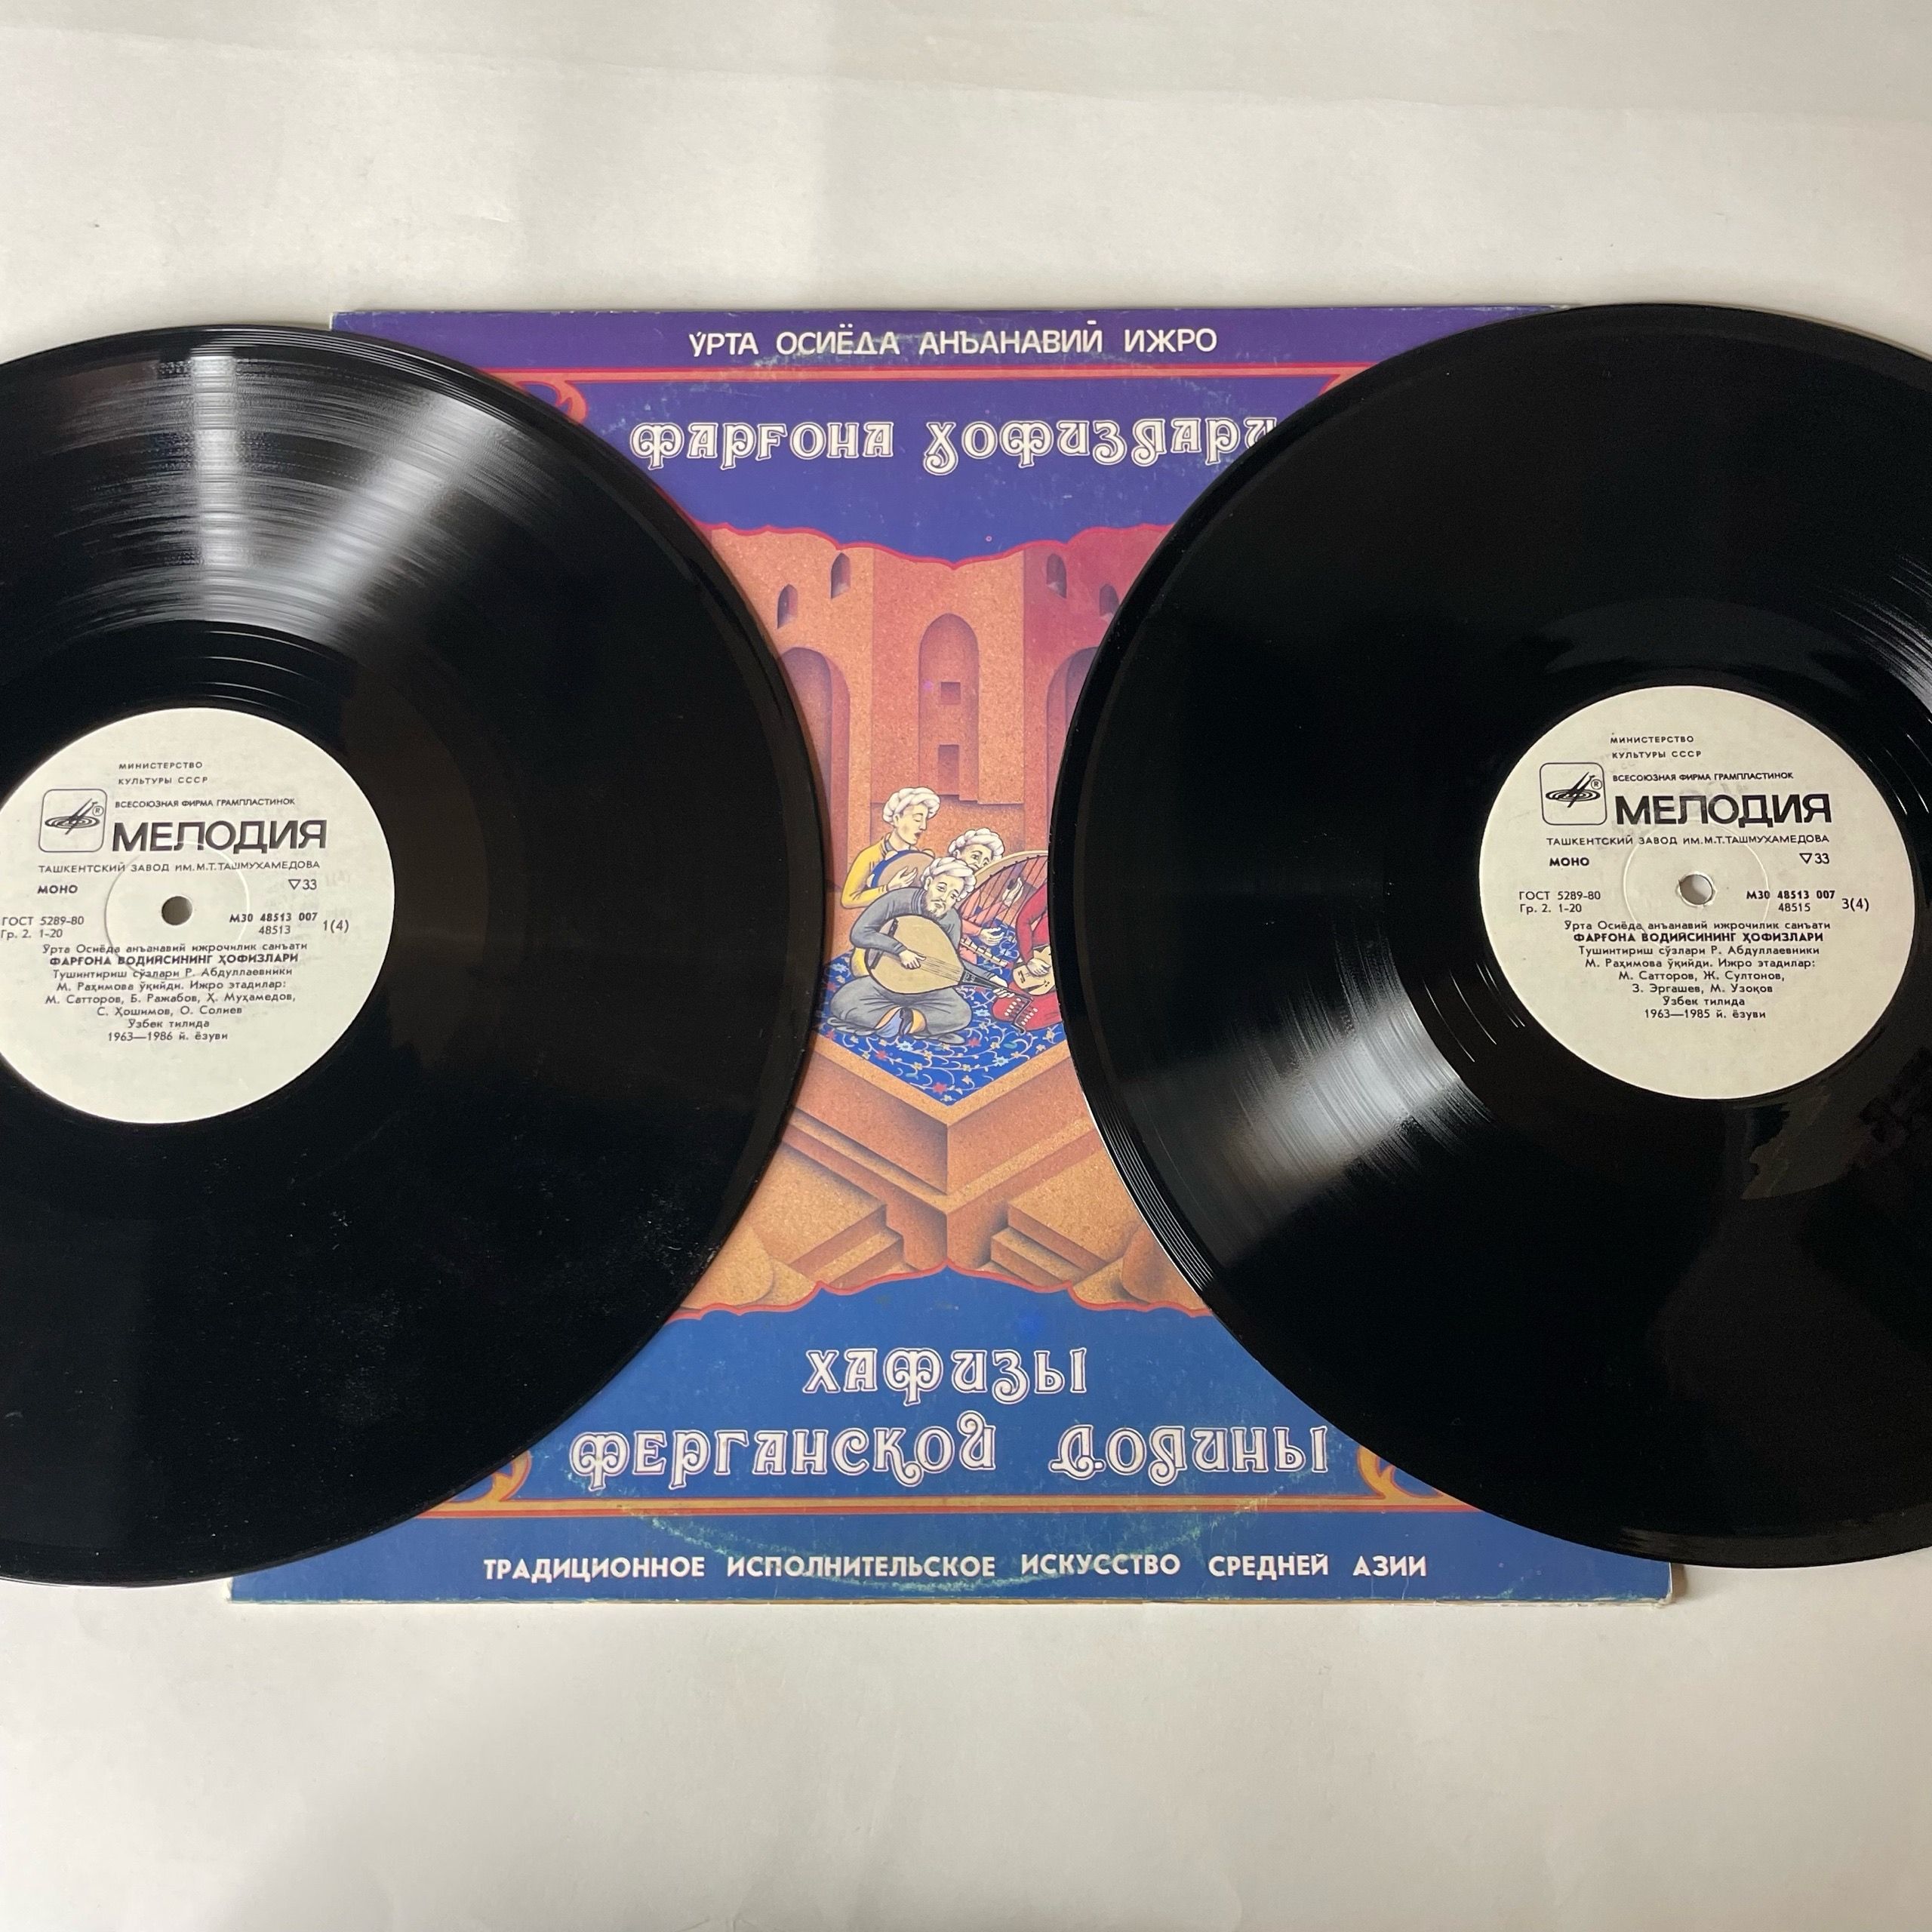 ЎРТА ОСИЁДА АНЪАНАВИЙ ИЖРО
ФАРҒОНА ҲОФИЗЛАРИ
ХАФИЗЫ
ФЕРГАНСКОЙ ДОЛИНЫ
ТРАДИЦИОННОЕ ИСПОЛНИТЕЛЬСКОЕ ИСКУССТВО СРЕДНЕЙ АЗИИ
МИНИСТЕРСТВО
КУЛЬТУРЫ СССР
ВСЕСОЮЗНАЯ ФИРМА ГРАМПЛАСТИНОК
МЕЛОДИЯ
ТАШКЕНТСКИЙ ЗАВОД ИМ. М.Т. ТАШМУХАМЕДОВА
МОНО ▽33
ГОСТ 5289-80 М30 48513 007
Гр. 2. 1-20 48513 1(4)
Ўрта Осиёда анъанавий ижрочилик санъати
ФАРҒОНА ВОДИЙСИНИНГ ҲОФИЗЛАРИ
Тушинтириш сўзлари Р. Абдуллаевники
М. Раҳимова ўқийди. Ижро этадилар:
М. Сатторов, Б. Ражабов, Ҳ. Муҳамедов,
С. Ҳошимов, О. Солиев
Ўзбек тилида
1963—1986 й. ёзуви
МИНИСТЕРСТВО
КУЛЬТУРЫ СССР
ВСЕСОЮЗНАЯ ФИРМА ГРАМПЛАСТИНОК
МЕЛОДИЯ
ТАШКЕНТСКИЙ ЗАВОД ИМ. М.Т. ТАШМУХАМЕДОВА
МОНО ▽33
ГОСТ 5289-80 М30 48513 007
Гр. 2. 1-20 48515 3(4)
Ўрта Осиёда анъанавий ижрочилик санъати
ФАРҒОНА ВОДИЙСИНИНГ ҲОФИЗЛАРИ
Тушинтириш сўзлари Р. Абдуллаевники
М. Раҳимова ўқийди. Ижро этадилар:
М. Сатторов, Ж. Султонов,
З. Эргашев, М. Узоқов
Ўзбек тилида
1963—1985 й. ёзуви